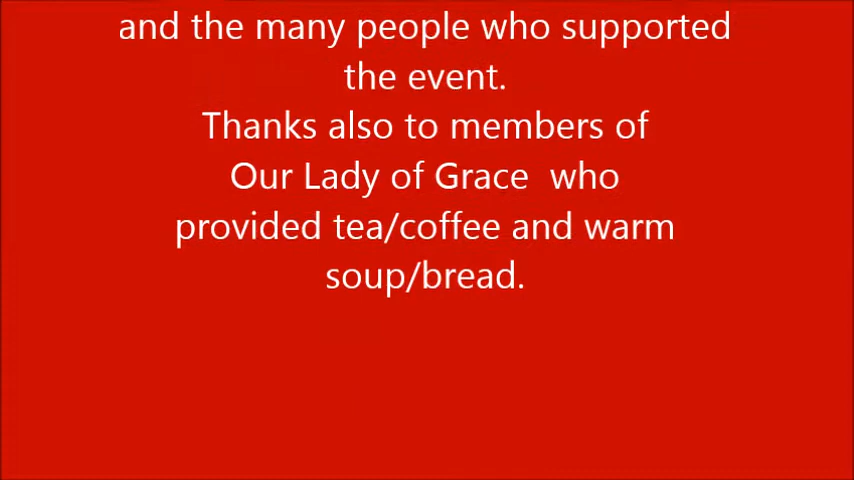 and the many people who supported
the event.
Thanks also to members of
Our Lady of Grace  who
provided tea/coffee and warm
soup/bread.